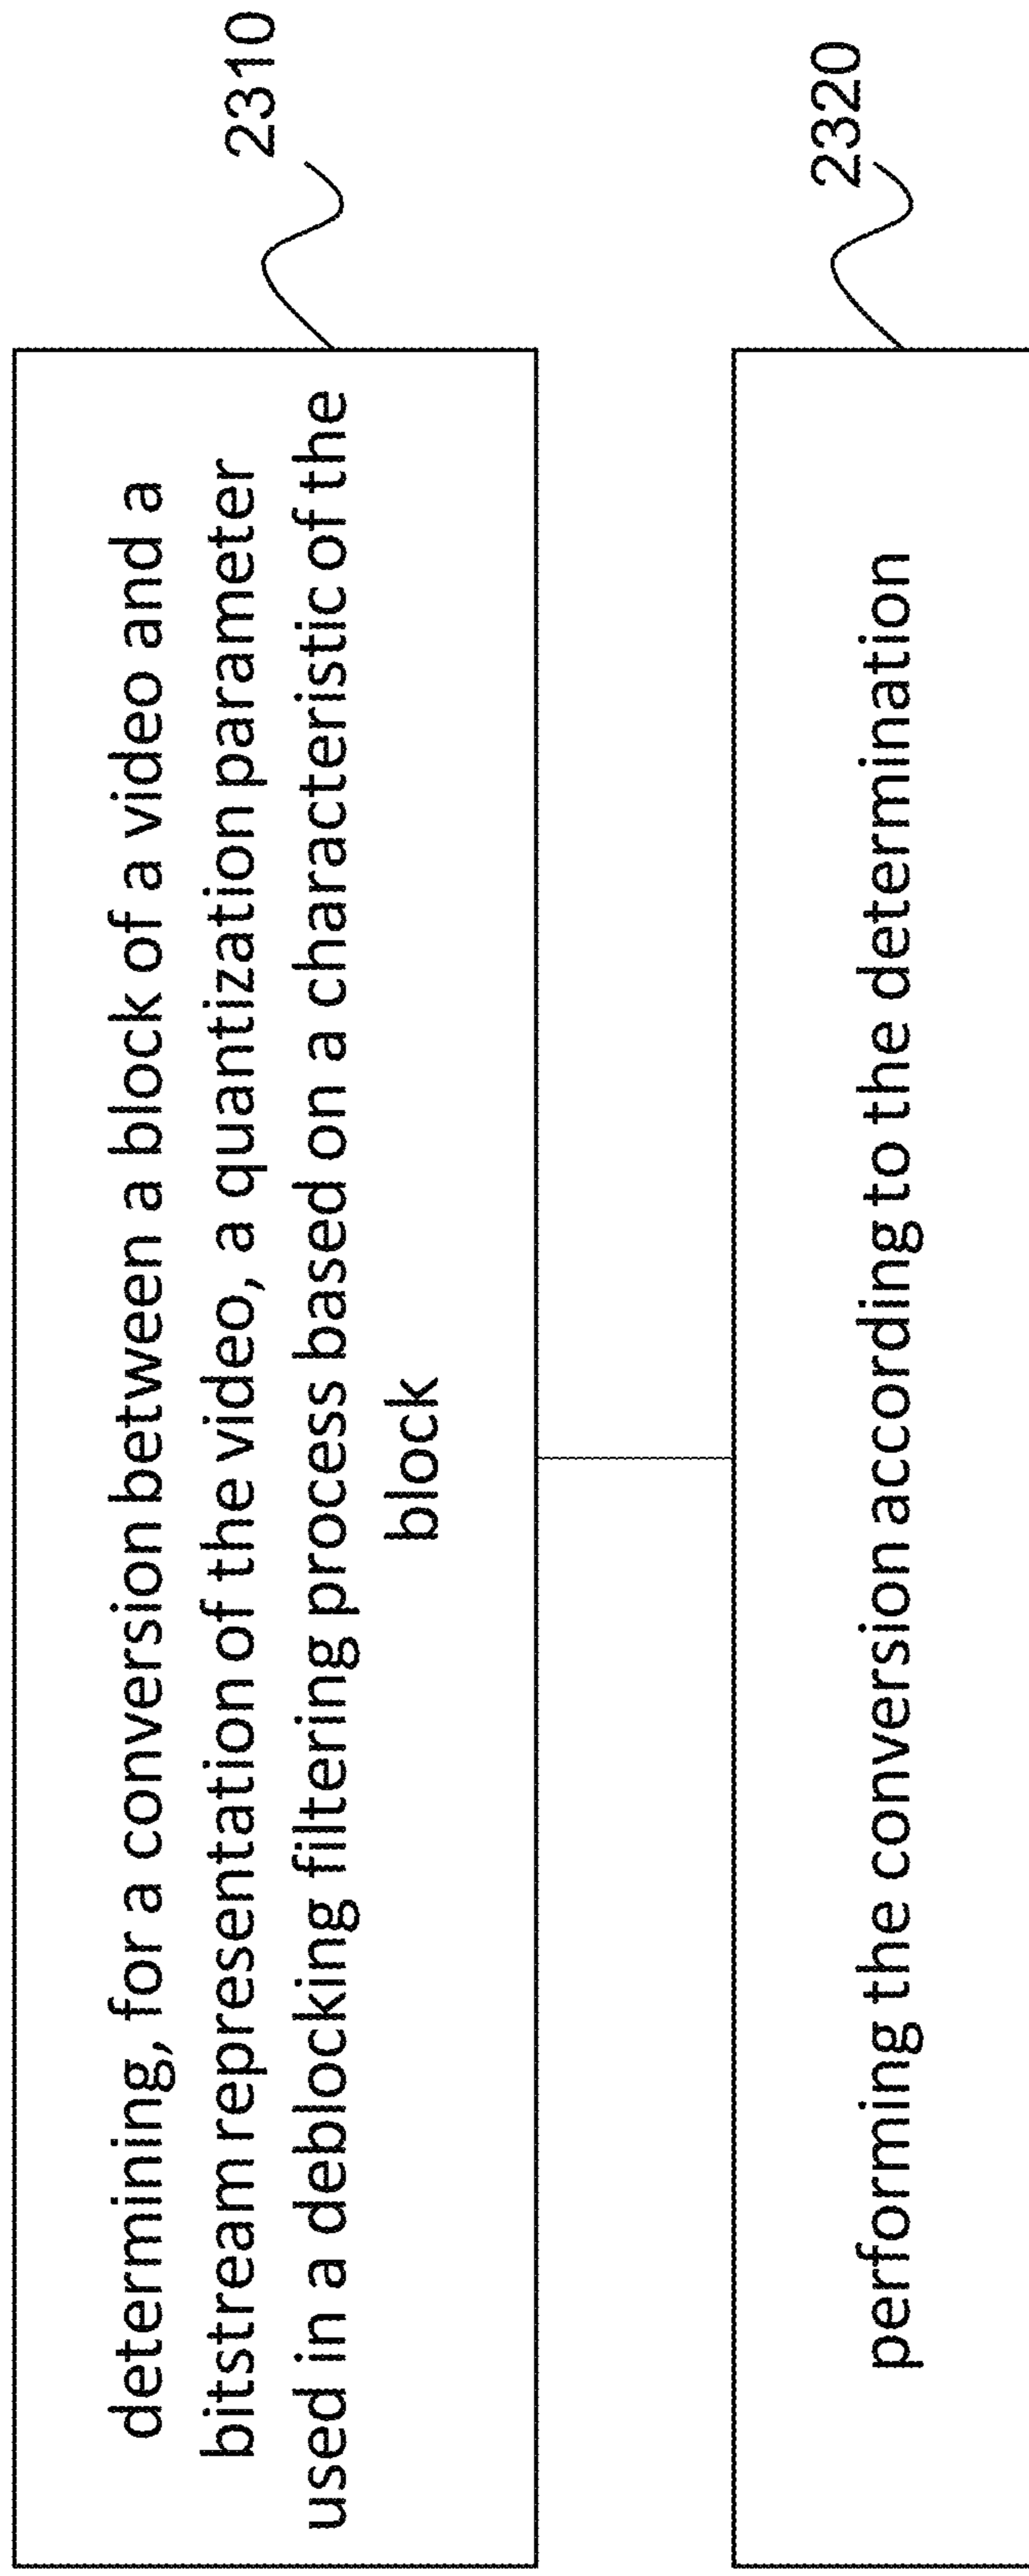 2310
determining, for a conversion between a block of a video and a
bitstream representation of the video, a quantization parameter
used in a deblocking filtering process based on a characteristic of the
block
2320
performing the conversion according to the determination